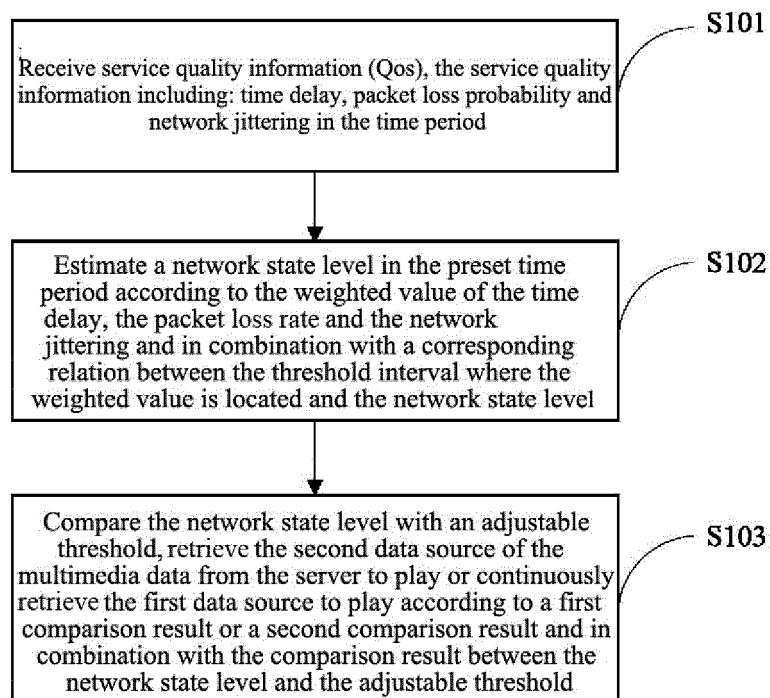 S101
Receive service quality information (Qos), the service quality
information including: time delay, packet loss probability and
network jittering in the time period
S102
Estimate a network state level in the preset time
period according to the weighted value of the time
delay, the packet loss rate and the network
jittering and in combination with a corresponding
relation between the threshold interval where the
weighted value is located and the network state level
S103
Compare the network state level with an adjustable
threshold, retrieve the second data source of the
multimedia data from the server to play or continuously
retrieve the first data source to play according to a first
comparison result or a second comparison result and in
combination with the comparison result between the
network state level and the adjustable threshold